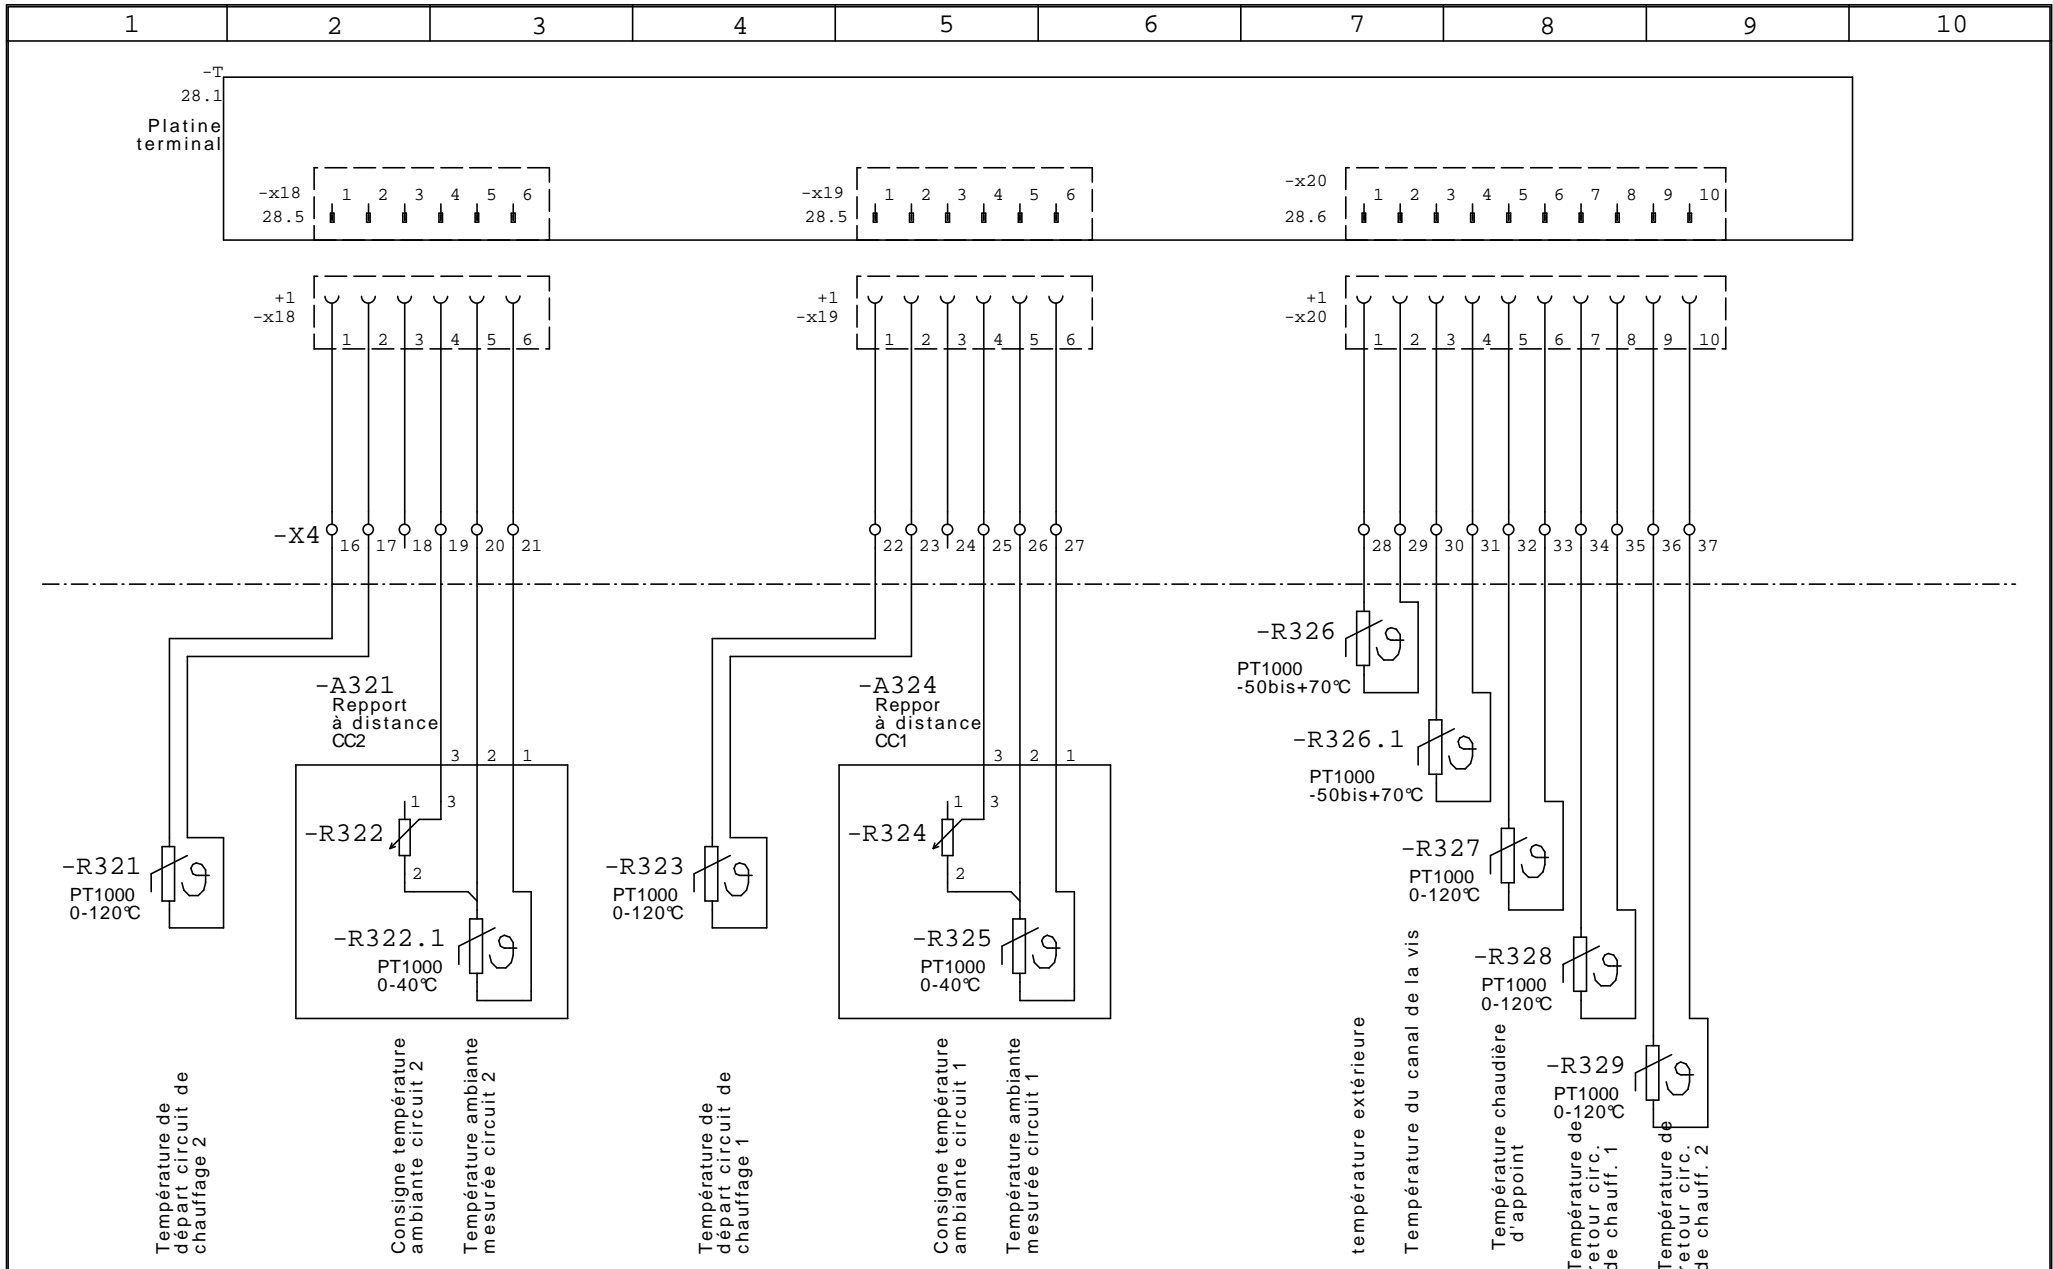 1 2 3 4 5 6 7 8 9 10
-T
28.1
Platine
terminal
-x18 1 2 3 4 5 6
28.5
-x19 1 2 3 4 5 6
28.5
-x20 1 2 3 4 5 6 7 8 9 10
28.6
+1
-x18
1 2 3 4 5 6
+1
-x19
1 2 3 4 5 6
+1
-x20
1 2 3 4 5 6 7 8 9 10
-X4 16 17 18 19 20 21 22 23 24 25 26 27 28 29 30 31 32 33 34 35 36 37
-R321
PT1000
0-120°C
-A321
Repport
à distance
CC2
3 2 1
1 3
-R322
2
-R322.1
PT1000
0-40°C
-R323
PT1000
0-120°C
-A324
Reppor
à distance
CC1
3 2 1
1 3
-R324
2
-R325
PT1000
0-40°C
-R326
PT1000
-50bis+70°C
-R326.1
PT1000
-50bis+70°C
-R327
PT1000
0-120°C
-R328
PT1000
0-120°C
-R329
PT1000
0-120°C
Température de
départ circuit de
chauffage 2
Consigne température
ambiante circuit 2
Température ambiante
mesurée circuit 2
Température de
départ circuit de
chauffage 1
Consigne température
ambiante circuit 1
Température ambiante
mesurée circuit 1
température extérieure
Température du canal de la vis
Température chaudière
d'appoint
Température de
retour circ.
de chauff. 1
Température de
retour circ.
de chauff. 2